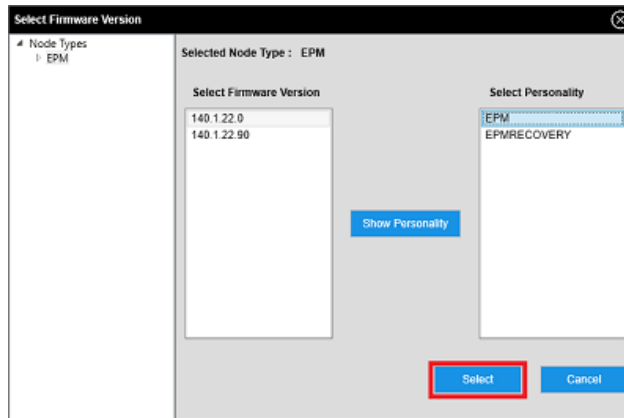 Select Firmware Version
Node Types
EPM
Selected Node Type : EPM
Select Firmware Version
Select Personality
140.1.22.0
140.1.22.90
EPM
EPMRECOVERY
Show Personality
Select
Cancel